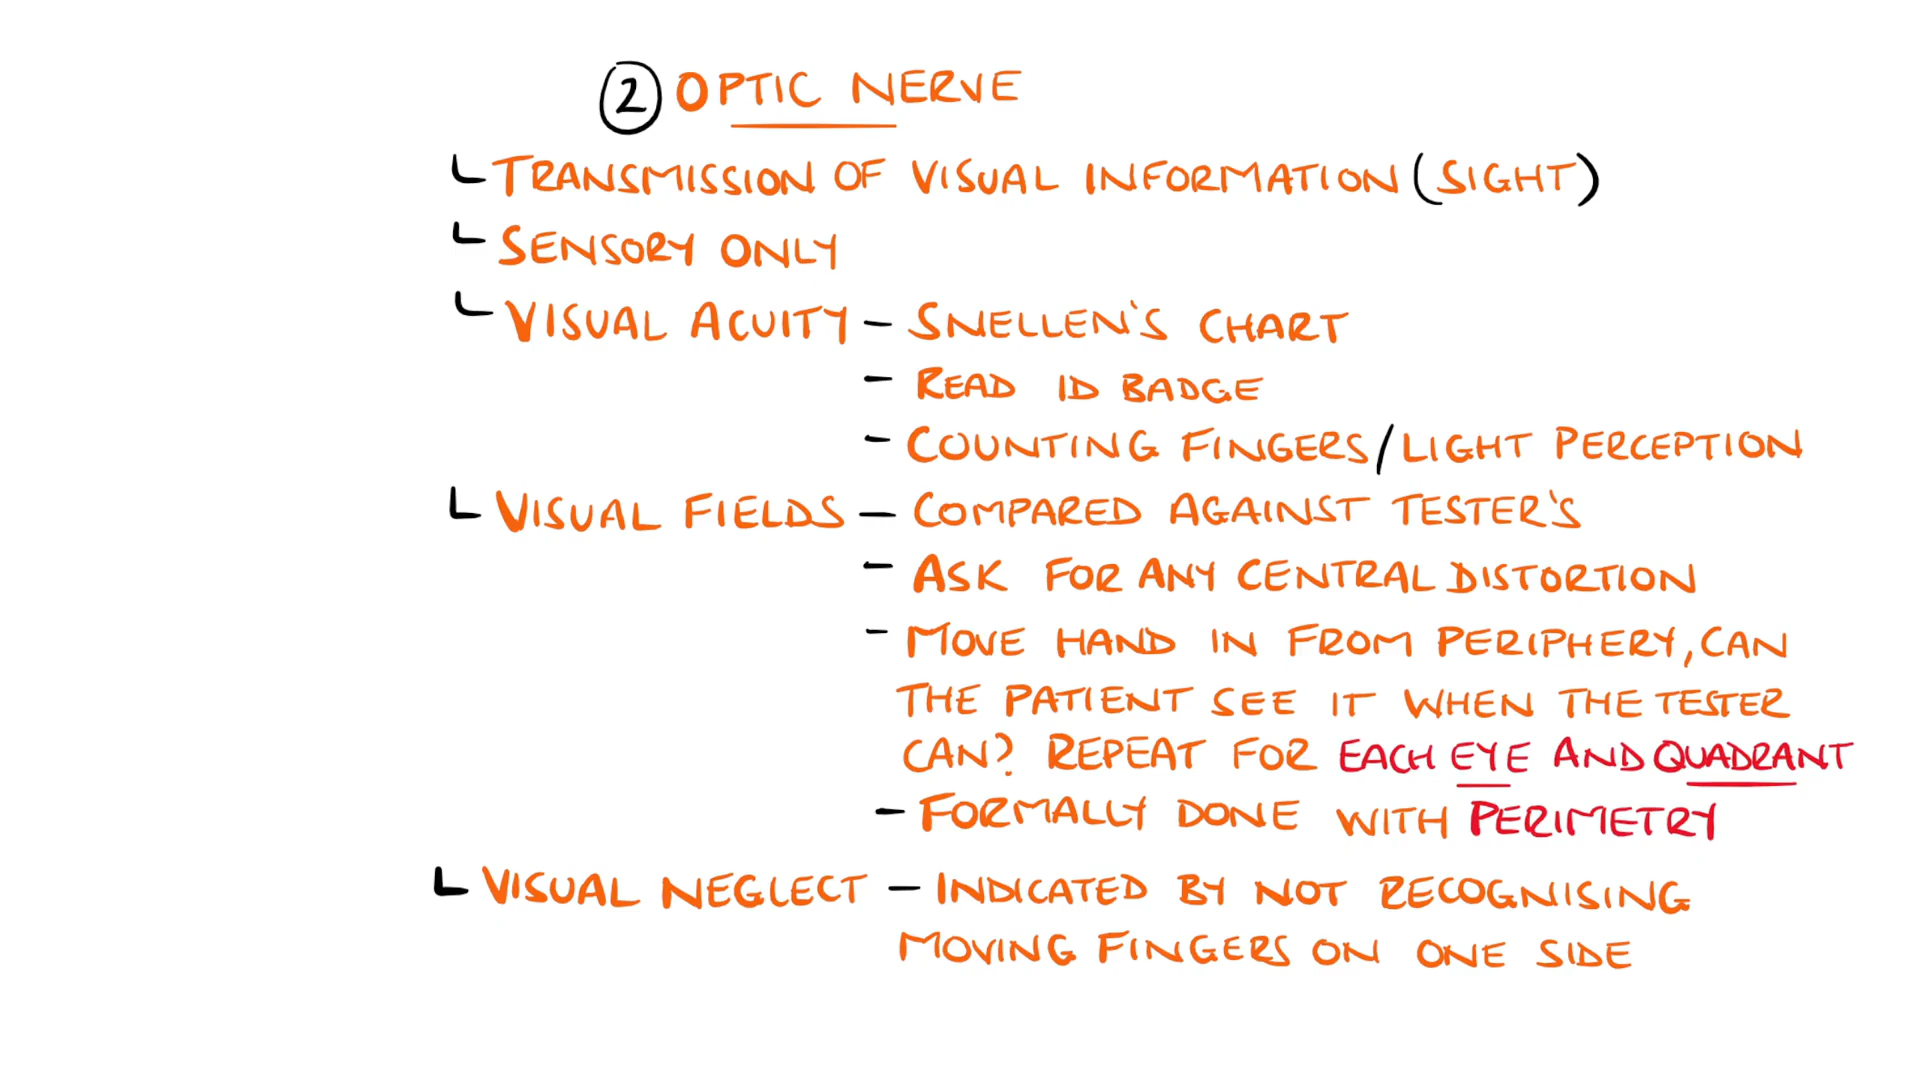 2 OPTIC NERVE
TRANSMISSION OF VISUAL INFORMATION (SIGHT)
SENSORY ONLY
VISUAL ACUITY - SNELLEN'S CHART
- READ ID BADGE
- COUNTING FINGERS/LIGHT PERCEPTION
VISUAL FIELDS - COMPARED AGAINST TESTER'S
- ASK FOR ANY CENTRAL DISTORTION
- MOVE HAND IN FROM PERIPHERY, CAN
THE PATIENT SEE IT WHEN THE TESTER
CAN? REPEAT FOR EACH EYE AND QUADRANT
- FORMALLY DONE WITH PERIMETRY
VISUAL NEGLECT - INDICATED BY NOT RECOGNISING
MOVING FINGERS ON ONE SIDE